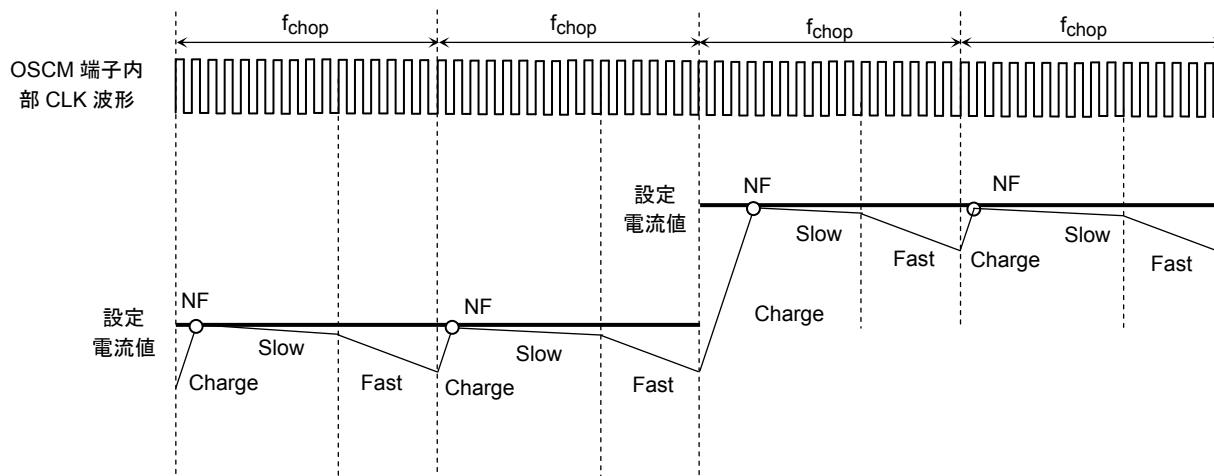 fchop
fchop
fchop
fchop
OSCM 端子内
部 CLK 波形
設定
電流値
NF
NF
Slow
Slow
Fast
Charge
Fast
Charge
設定
電流値
NF
NF
Slow
Slow
Charge
Fast
Charge
Fast